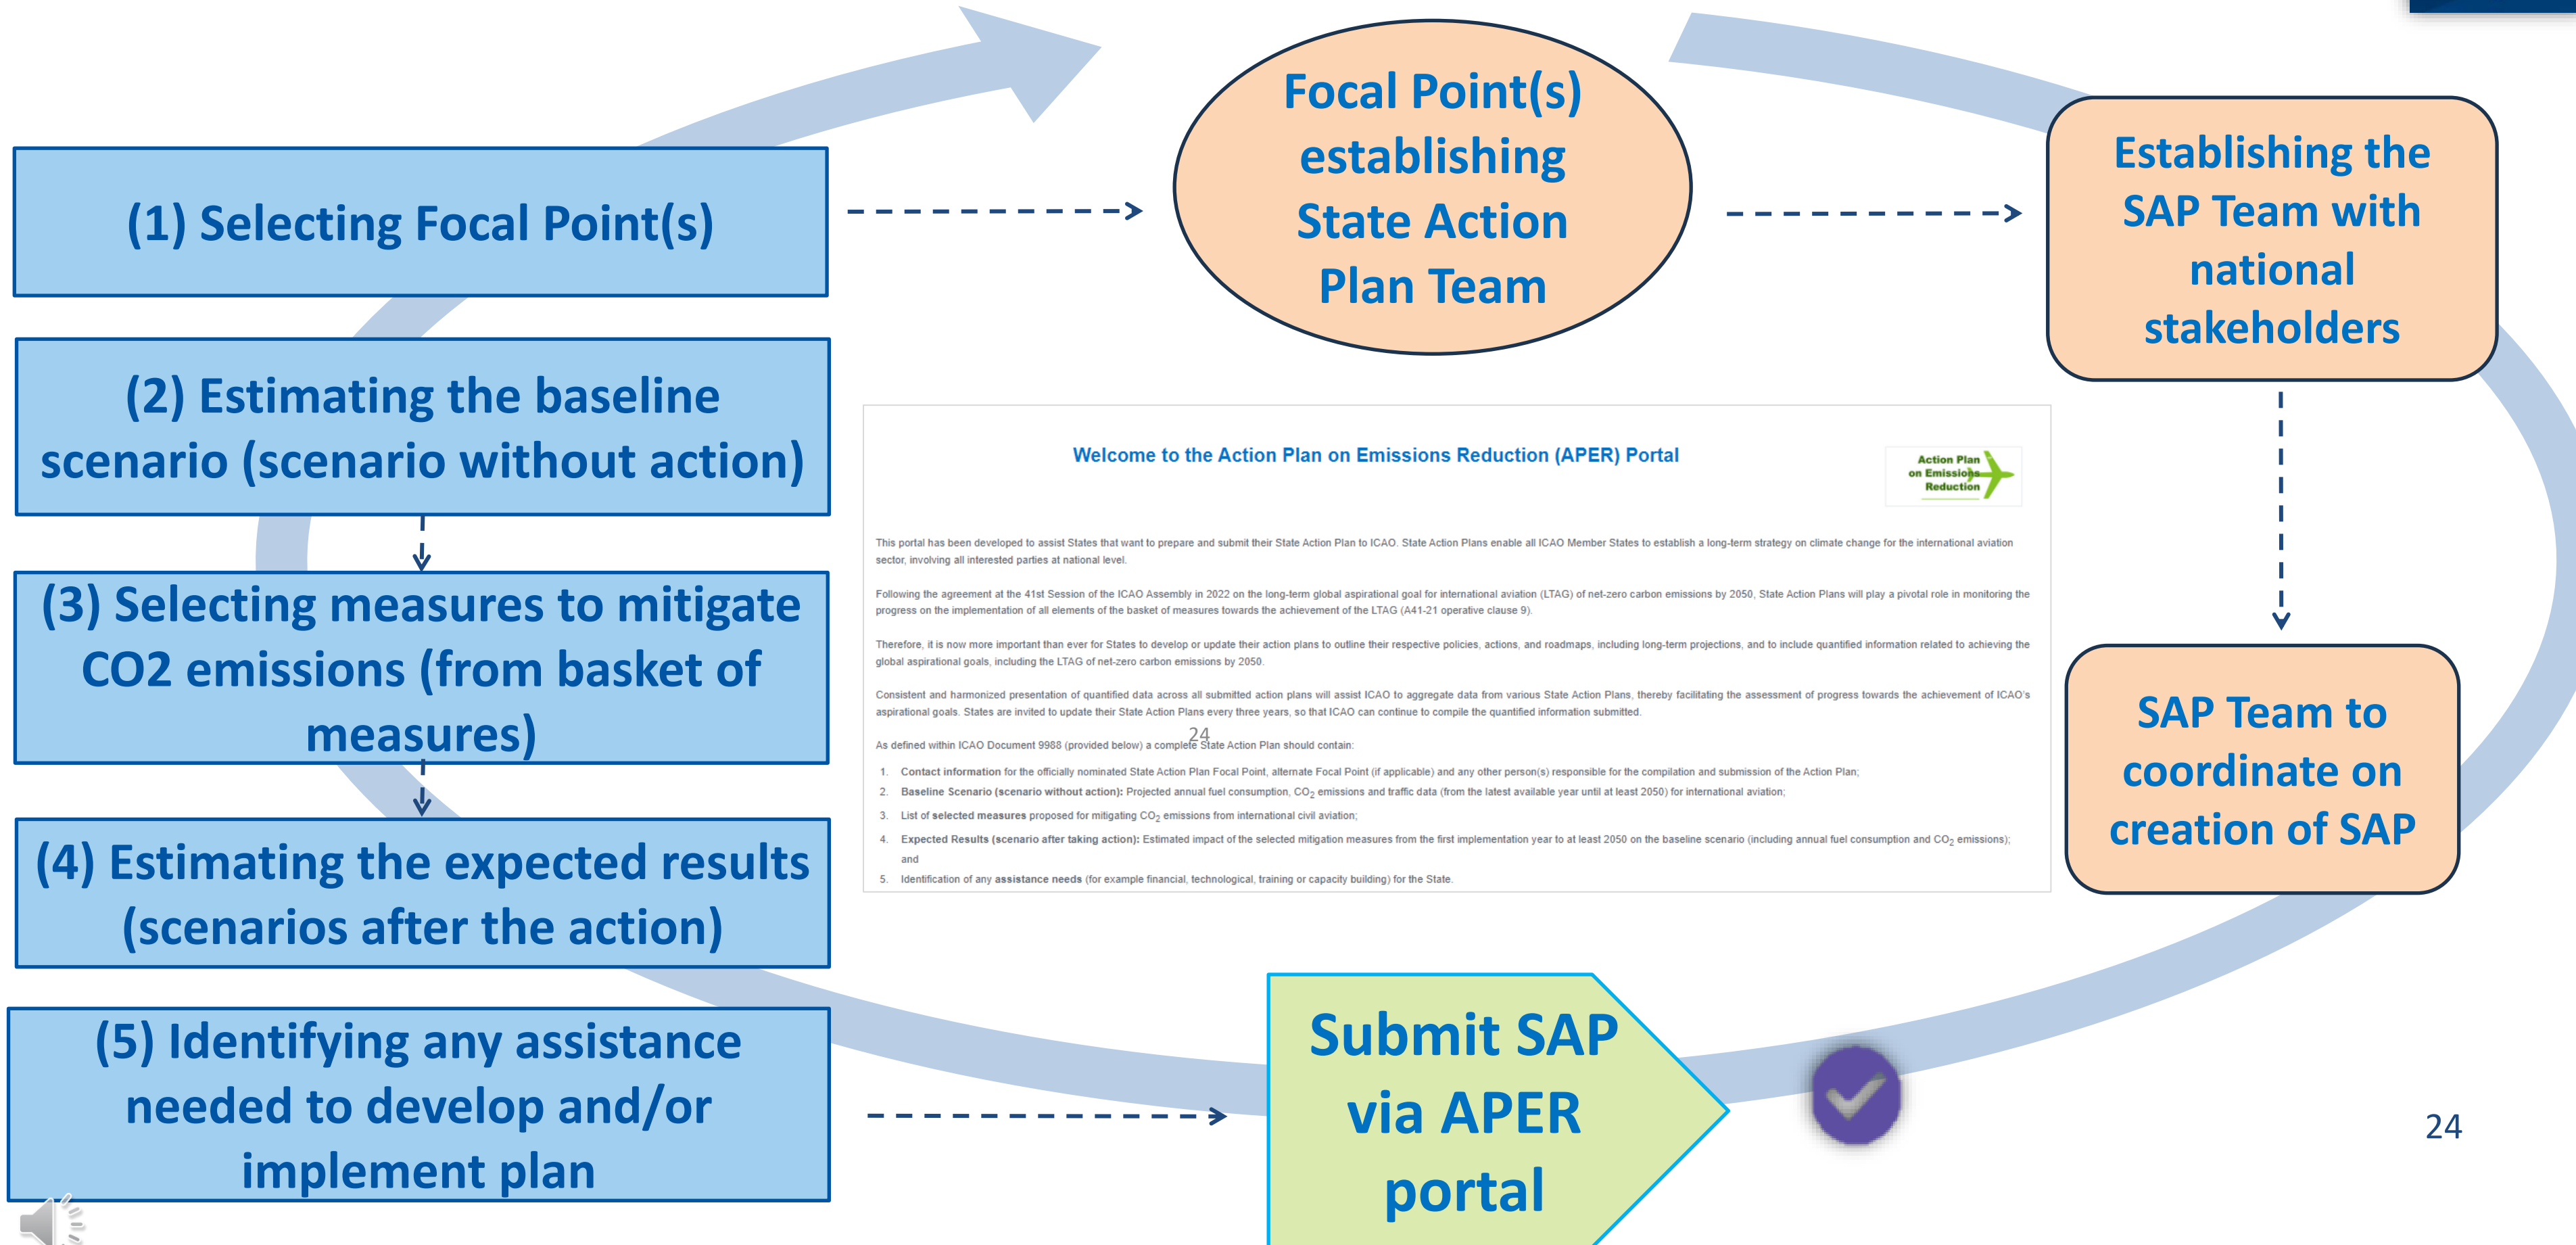 (1) Selecting Focal Point(s)
Focal Point(s)
establishing
State Action
Plan Team
Establishing the
SAP Team with
national
stakeholders
(2) Estimating the baseline
scenario (scenario without action)
(3) Selecting measures to mitigate
CO2 emissions (from basket of
measures)
(4) Estimating the expected results
(scenarios after the action)
(5) Identifying any assistance
needed to develop and/or
implement plan
Welcome to the Action Plan on Emissions Reduction (APER) Portal
Action Plan
on Emissions
Reduction
This portal has been developed to assist States that want to prepare and submit their State Action Plan to ICAO. State Action Plans enable all ICAO Member States to establish a long-term strategy on climate change for the international aviation
sector, involving all interested parties at national level.
Following the agreement at the 41st Session of the ICAO Assembly in 2022 on the long-term global aspirational goal for international aviation (LTAG) of net-zero carbon emissions by 2050, State Action Plans will play a pivotal role in monitoring the
progress on the implementation of all elements of the basket of measures towards the achievement of the LTAG (A41-21 operative clause 9).
Therefore, it is now more important than ever for States to develop or update their action plans to outline their respective policies, actions, and roadmaps, including long-term projections, and to include quantified information related to achieving the
global aspirational goals, including the LTAG of net-zero carbon emissions by 2050.
Consistent and harmonized presentation of quantified data across all submitted action plans will assist ICAO to aggregate data from various State Action Plans, thereby facilitating the assessment of progress towards the achievement of ICAO's
aspirational goals. States are invited to update their State Action Plans every three years, so that ICAO can continue to compile the quantified information submitted.
24
As defined within ICAO Document 9988 (provided below) a complete State Action Plan should contain:
1. Contact information for the officially nominated State Action Plan Focal Point, alternate Focal Point (if applicable) and any other person(s) responsible for the compilation and submission of the Action Plan;
2. Baseline Scenario (scenario without action): Projected annual fuel consumption, CO₂ emissions and traffic data (from the latest available year until at least 2050) for international aviation;
3. List of selected measures proposed for mitigating CO₂ emissions from international civil aviation;
4. Expected Results (scenario after taking action): Estimated impact of the selected mitigation measures from the first implementation year to at least 2050 on the baseline scenario (including annual fuel consumption and CO₂ emissions);
and
5. Identification of any assistance needs (for example financial, technological, training or capacity building) for the State.
SAP Team to
coordinate on
creation of SAP
Submit SAP
via APER
portal
24